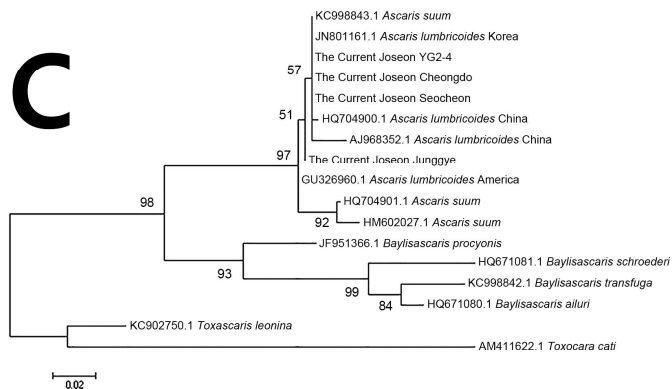 C
KC998843.1 Ascaris suum
JN801161.1 Ascaris lumbricoides Korea
The Current Joseon YG2-4
57
The Current Joseon Cheongdo
The Current Joseon Seocheon
51
HQ704900.1 Ascaris lumbricoides China
AJ968352.1 Ascaris lumbricoides China
97
The Current Joseon Junggye
GU326960.1 Ascaris lumbricoides America
98
HQ704901.1 Ascaris suum
92
HM602027.1 Ascaris suum
JF951366.1 Baylisascaris procyonis
93
HQ671081.1 Baylisascaris schroederi
99
KC998842.1 Baylisascaris transfuga
84
HQ671080.1 Baylisascaris ailuri
KC902750.1 Toxascaris leonina
AM411622.1 Toxocara cati
0.02